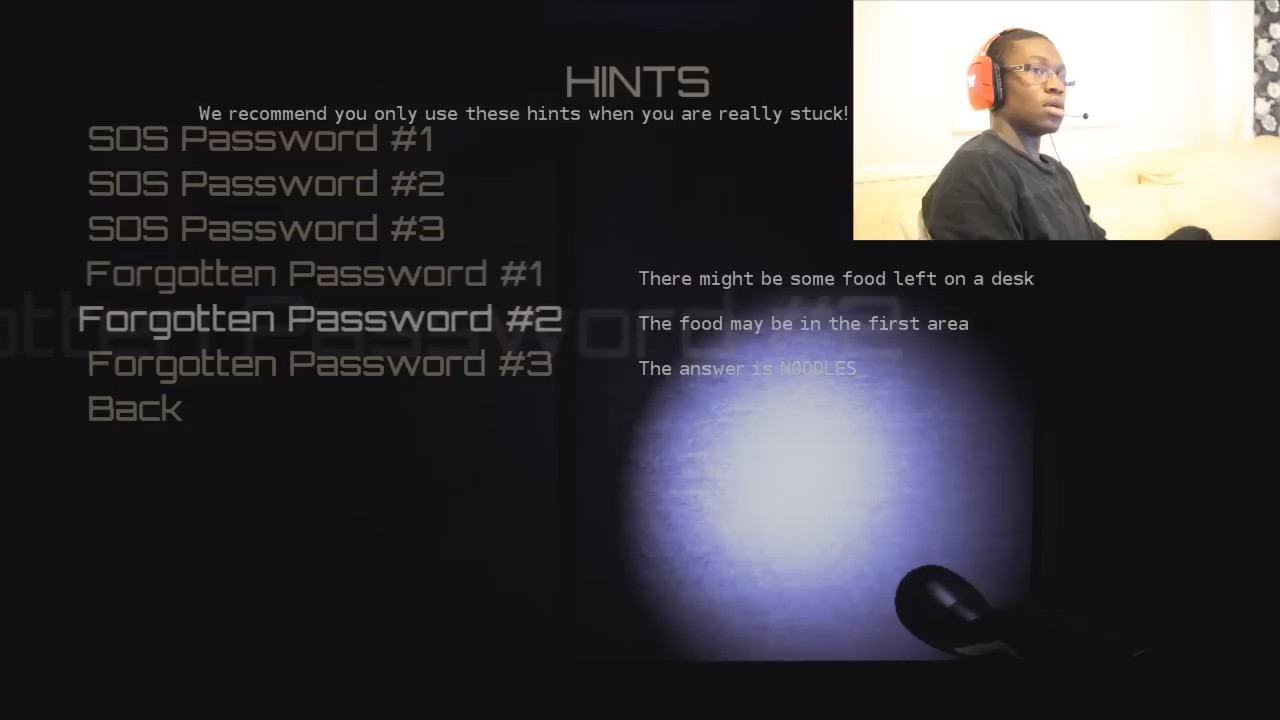 HINTS
We recommend you only use these hints when you are really stuck!
SOS Password #1
SOS Password #2
SOS Password #3
Forgotten Password #1
There might be some food left on a desk
Forgotten Password #2
The food may be in the first area
Forgotten Password #3
The answer is NOODLES
Back